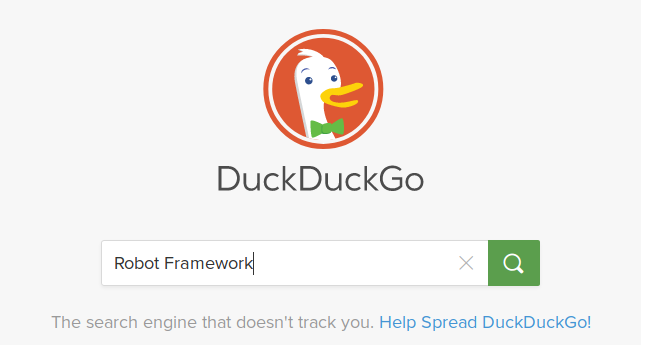 DuckDuckGo
Robot Framework
The search engine that doesn't track you. Help Spread DuckDuckGo!